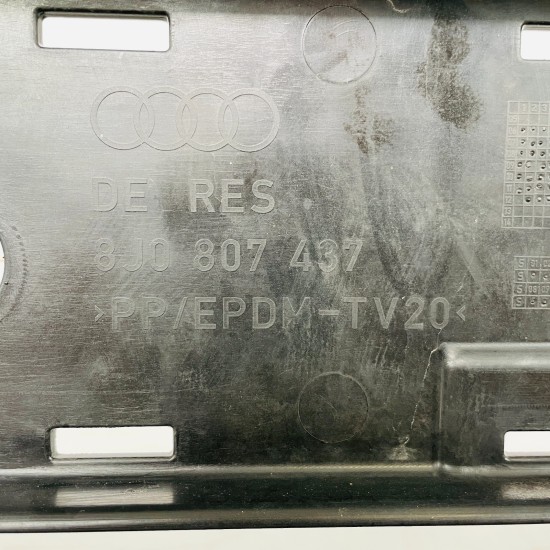 DE RES.
8J0 807 437
>PP/EPDM-TV20<